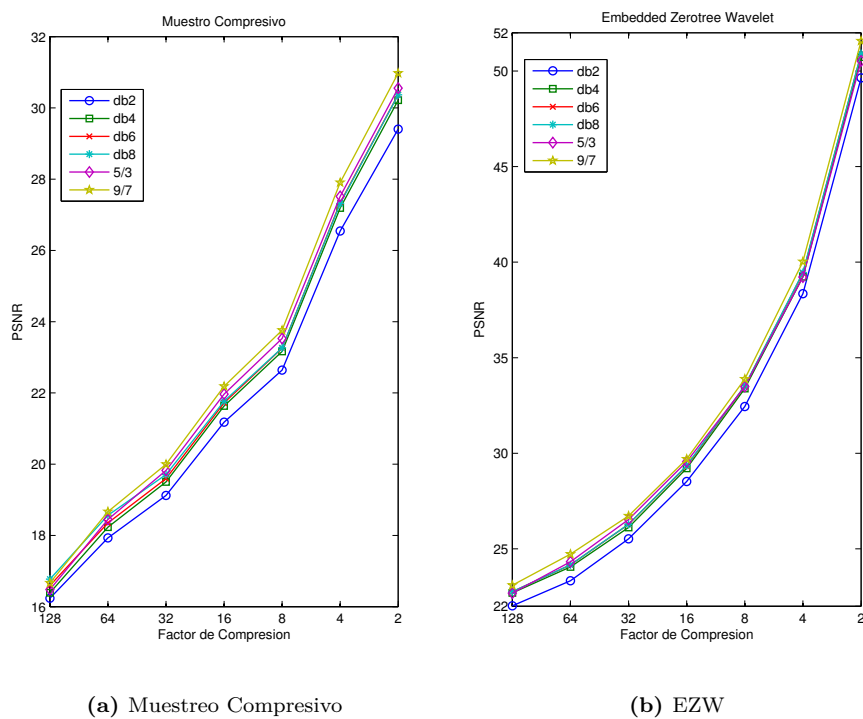 Muestro Compresivo
32
30
28
26
24
22
20
18
16
PSNR
db2
db4
db6
db8
5/3
9/7
128 64 32 16 8 4 2
Factor de Compresion
(a) Muestreo Compresivo
Embedded Zerotree Wavelet
52
50
45
40
35
30
25
22
PSNR
db2
db4
db6
db8
5/3
9/7
128 64 32 16 8 4 2
Factor de Compresion
(b) EZW